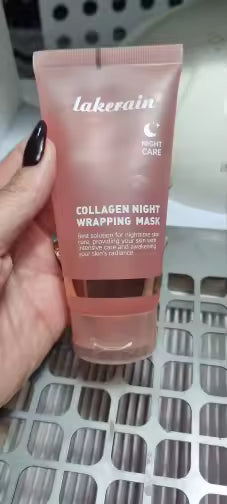 lakerain
NIGHT
CARE
COLLAGEN NIGHT
WRAPPING MASK
Best solution for nighttime skin
care, providing your skin with
intensive care and awakening
your skin's radiance.